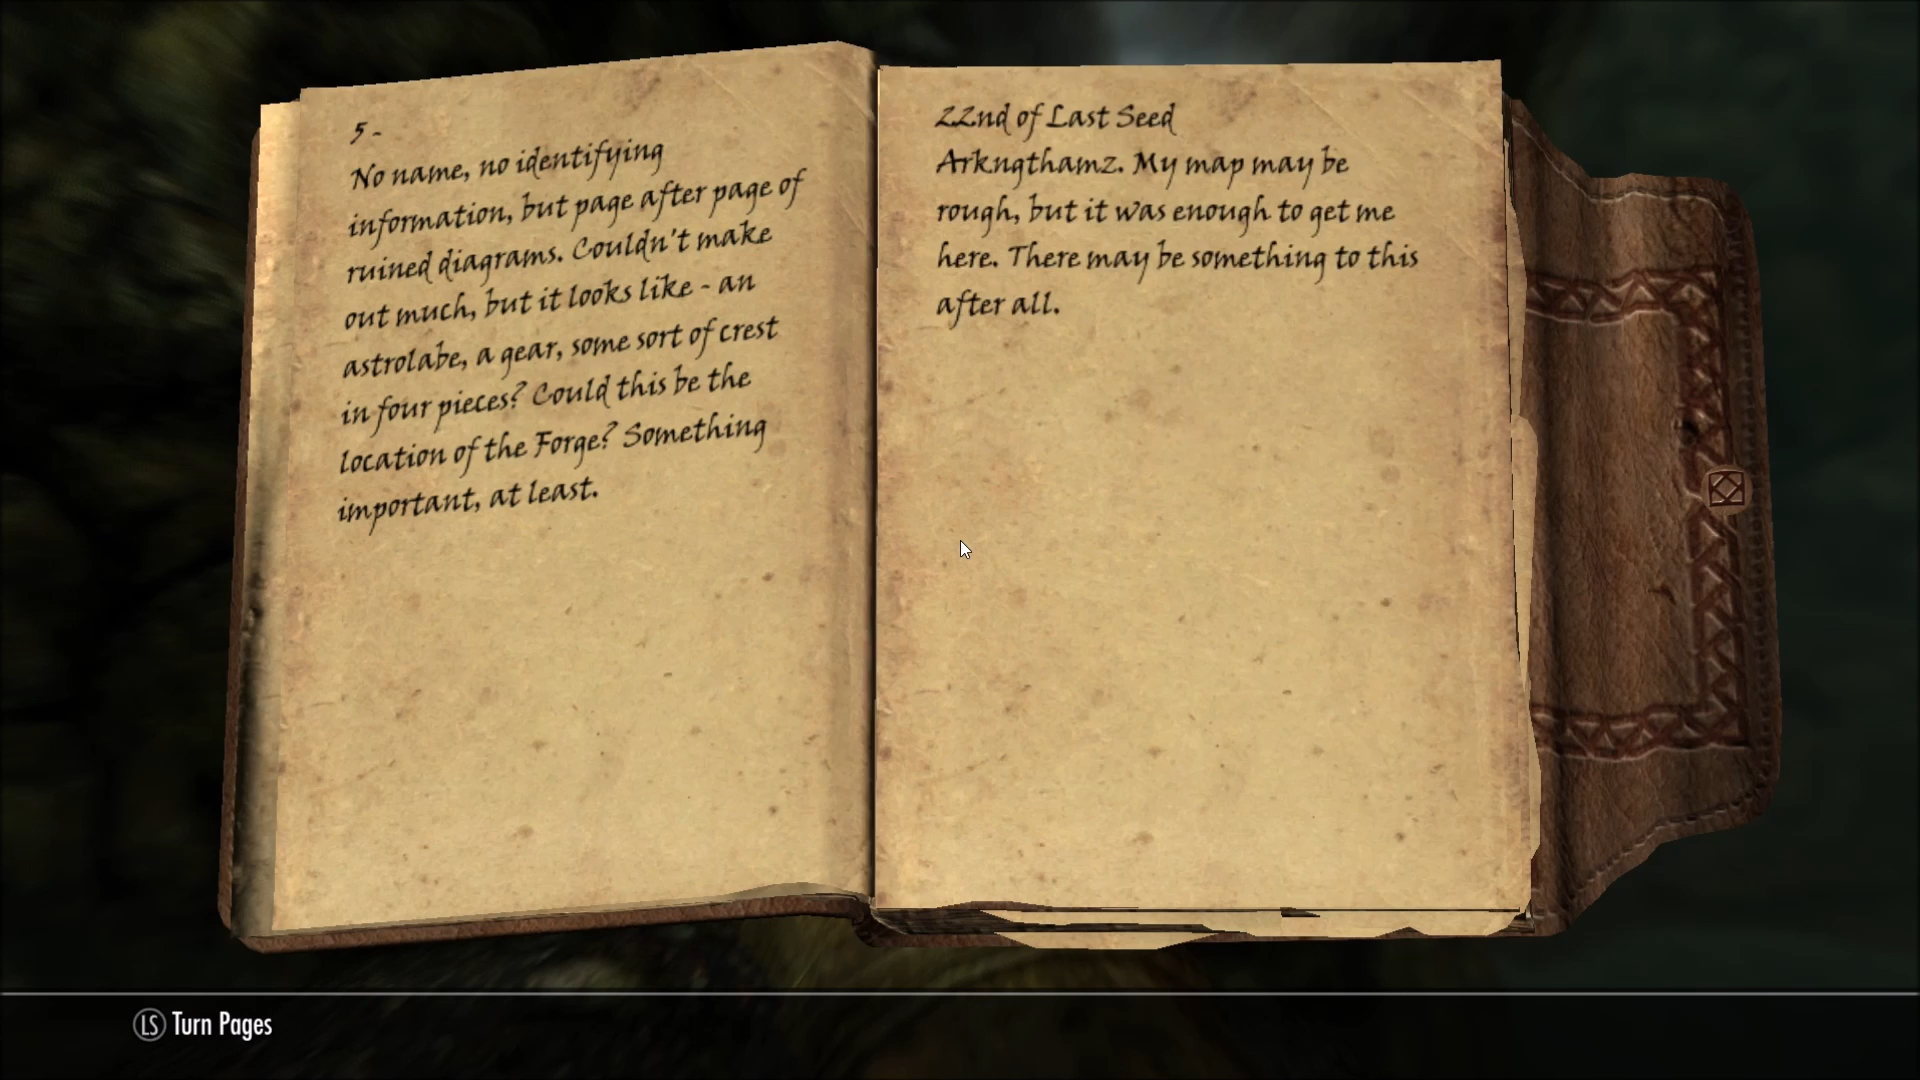 5 -
No name, no identifying
information, but page after page of
ruined diagrams. Couldn't make
out much, but it looks like - an
astrolabe, a gear, some sort of crest
in four pieces? Could this be the
location of the Forge? Something
important, at least.
22nd of Last Seed
Arkngthamz. My map may be
rough, but it was enough to get me
here. There may be something to this
after all.
LS Turn Pages